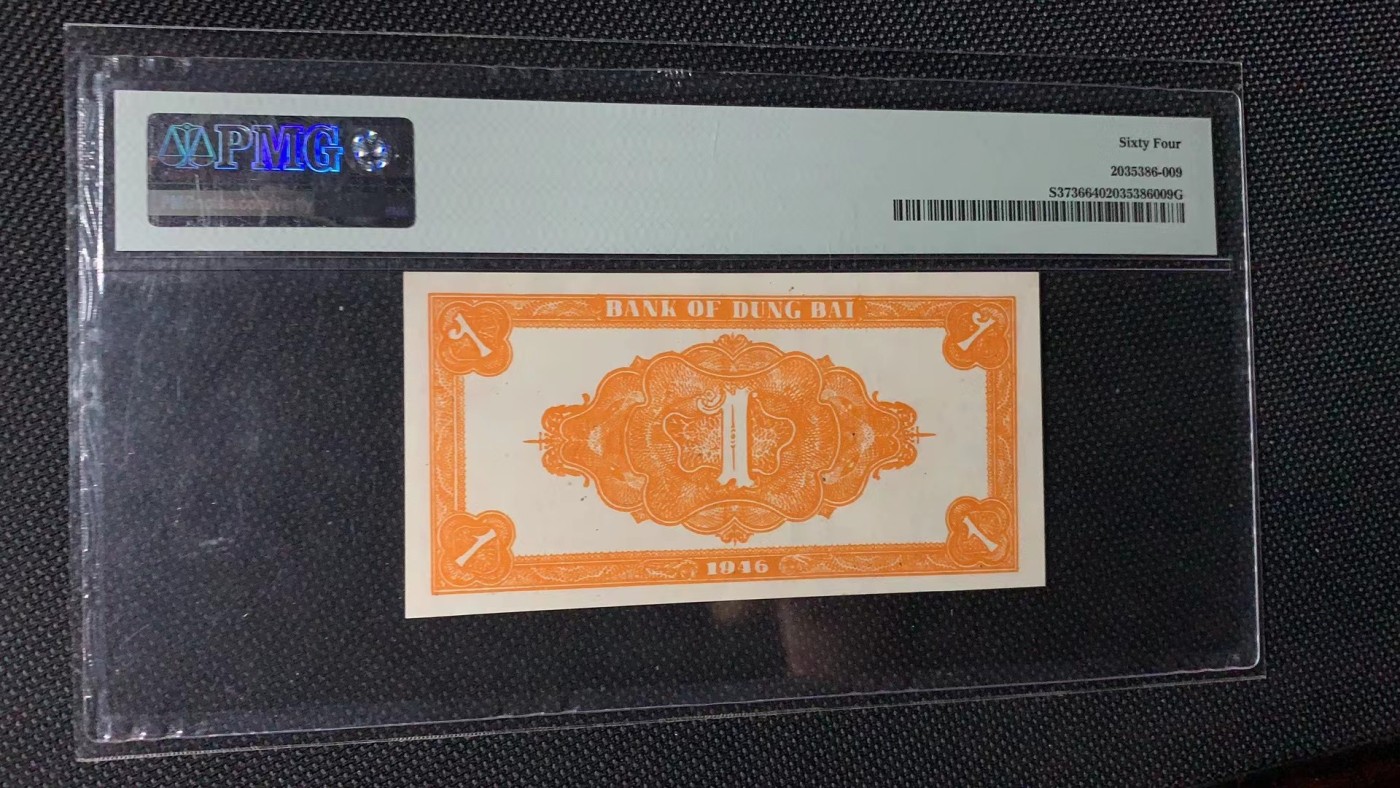 PMG
Sixty Four
2035386-009
S37366402035386009G
BANK OF DUNG BAI
1
1
1
1
1
1946